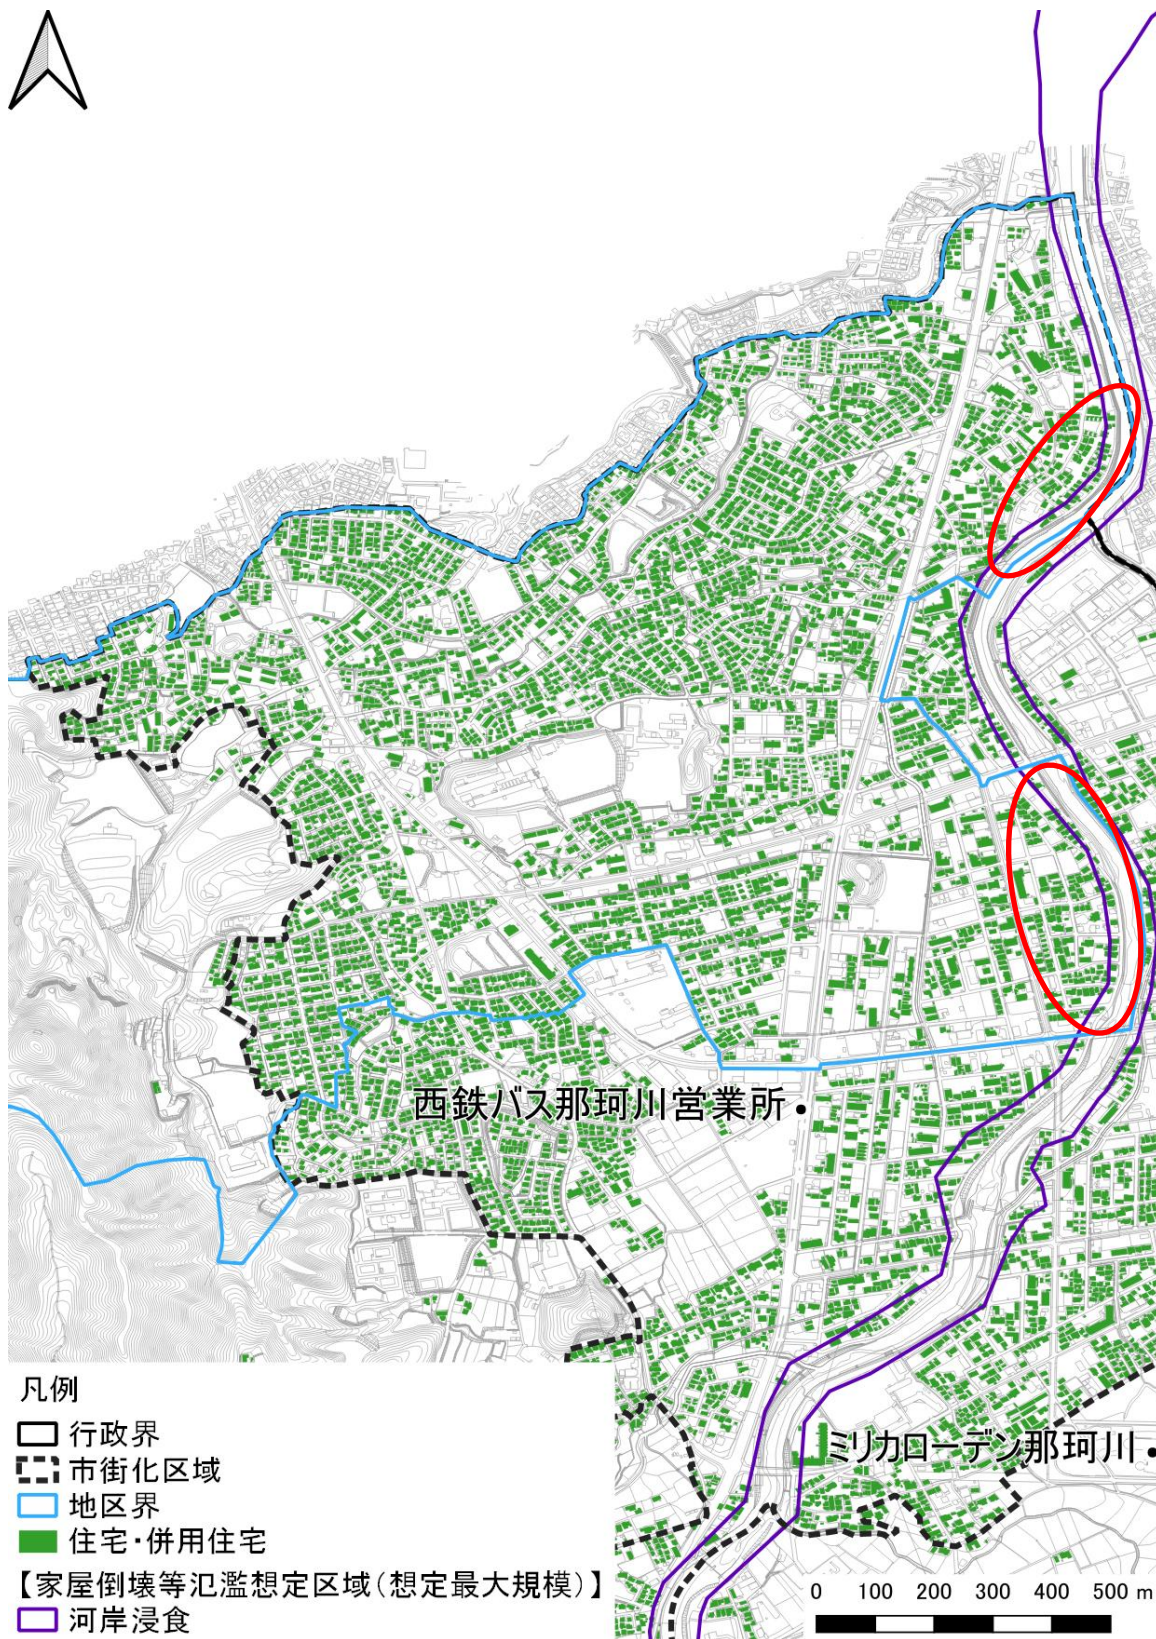 西鉄バス那珂川営業所
ミリカローデン那珂川
凡例
行政界
市街化区域
地区界
住宅・併用住宅
【家屋倒壊等氾濫想定区域(想定最大規模)】
河岸浸食
0 100 200 300 400 500 m